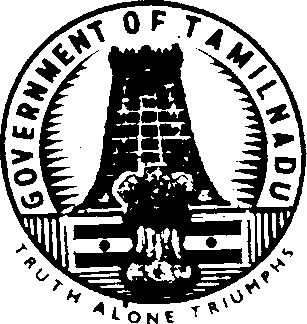 GOVERNMENT OF TAMILNADU
TRUTH ALONE TRIUMPHS